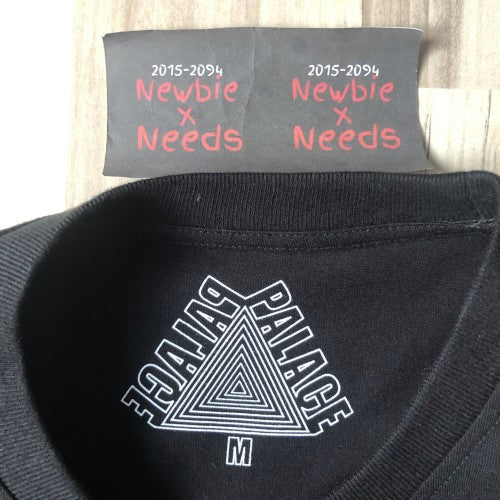 2015-2094
Newbie
x
Needs
2015-2094
Newbie
x
Needs
PALACE
PALACE
M